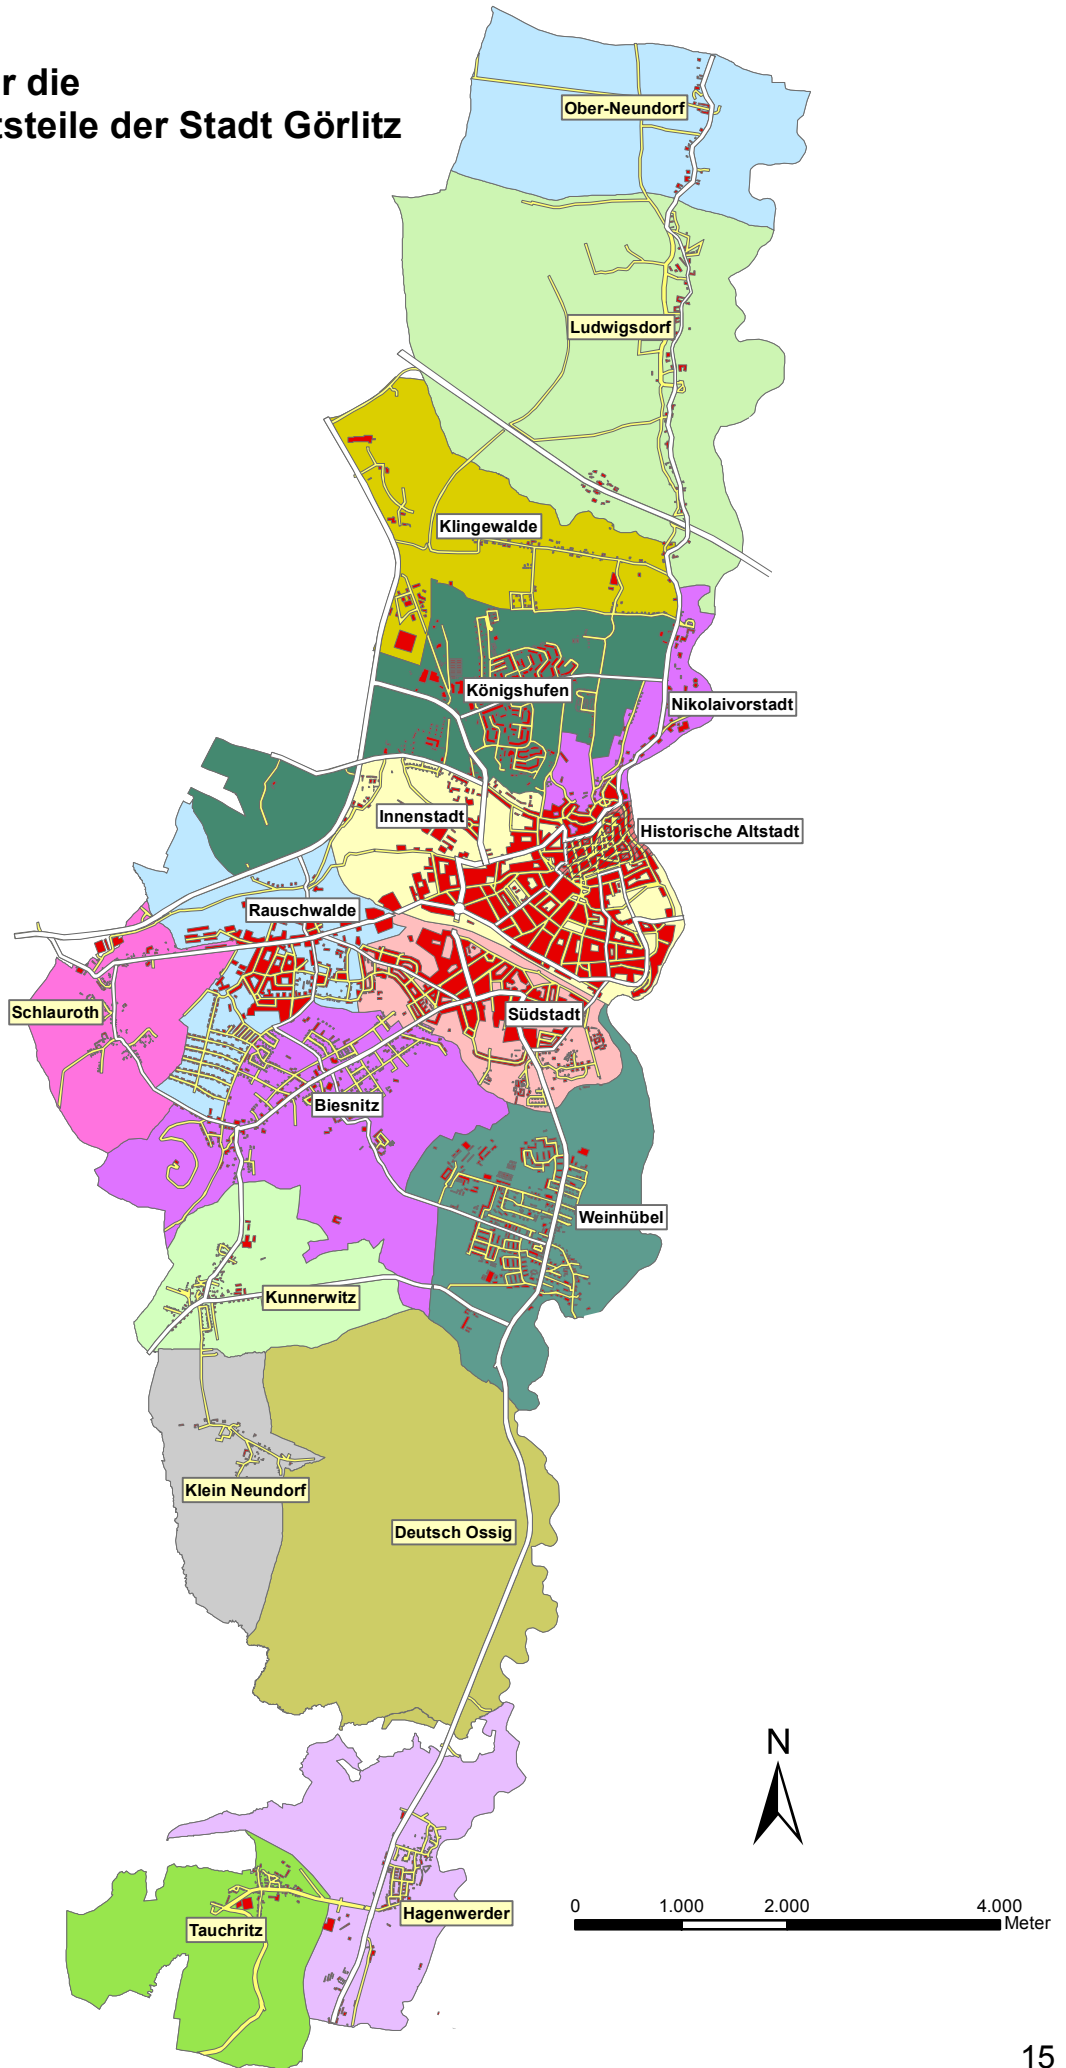 r die
tsteile der Stadt Görlitz
Ober-Neundorf
Ludwigsdorf
Klingewalde
Königshufen
Nikolaivorstadt
Innenstadt
Historische Altstadt
Rauschwalde
Schlauroth
Südstadt
Biesnitz
Weinhübel
Kunnerwitz
Klein Neundorf
Deutsch Ossig
N
Hagenwerder
Tauchritz
0 1.000 2.000 4.000
Meter
15